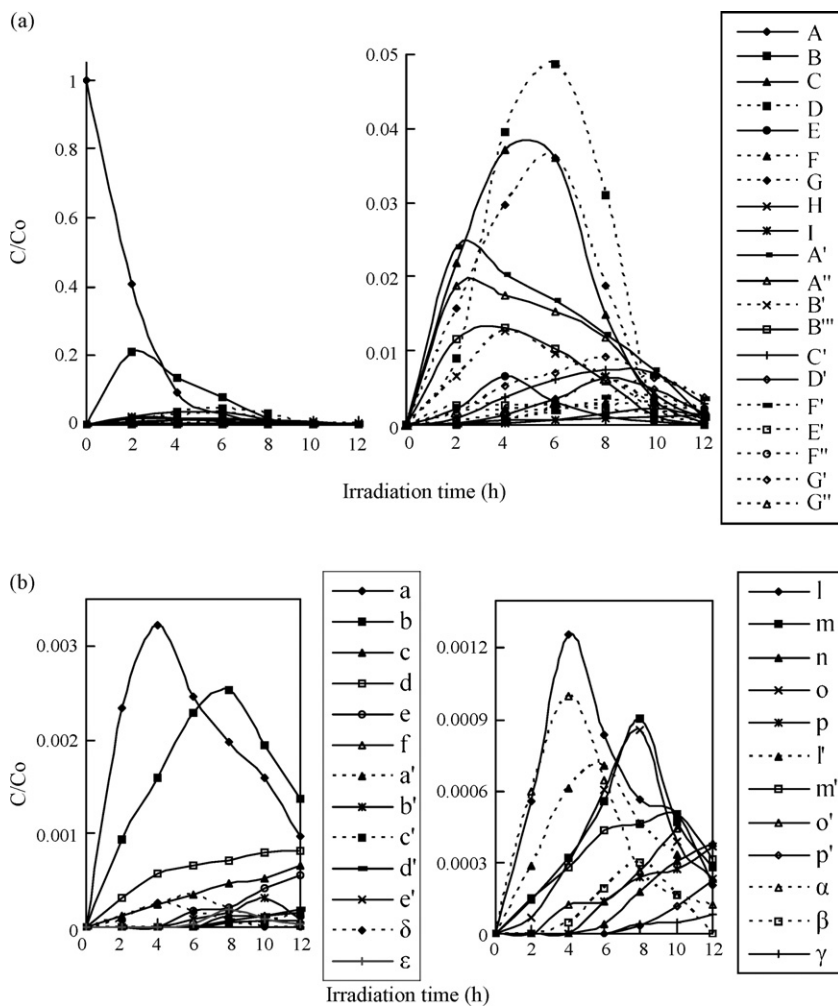 (a)
C/Co
1
0.8
0.6
0.4
0.2
0
0 2 4 6 8 10 12
0.05
0.04
0.03
0.02
0.01
0
0 2 4 6 8 10 12
Irradiation time (h)
A
B
C
D
E
F
G
H
I
A'
A"
B'
B'"
C'
D'
F'
E'
F"
G'
G"
(b)
C/Co
0.003
0.002
0.001
0
0 2 4 6 8 10 12
a
b
c
d
e
f
a'
b'
c'
d'
e'
δ
ε
0.0012
0.0009
0.0006
0.0003
0
0 2 4 6 8 10 12
l
m
n
o
p
l'
m'
o'
p'
α
β
γ
Irradiation time (h)